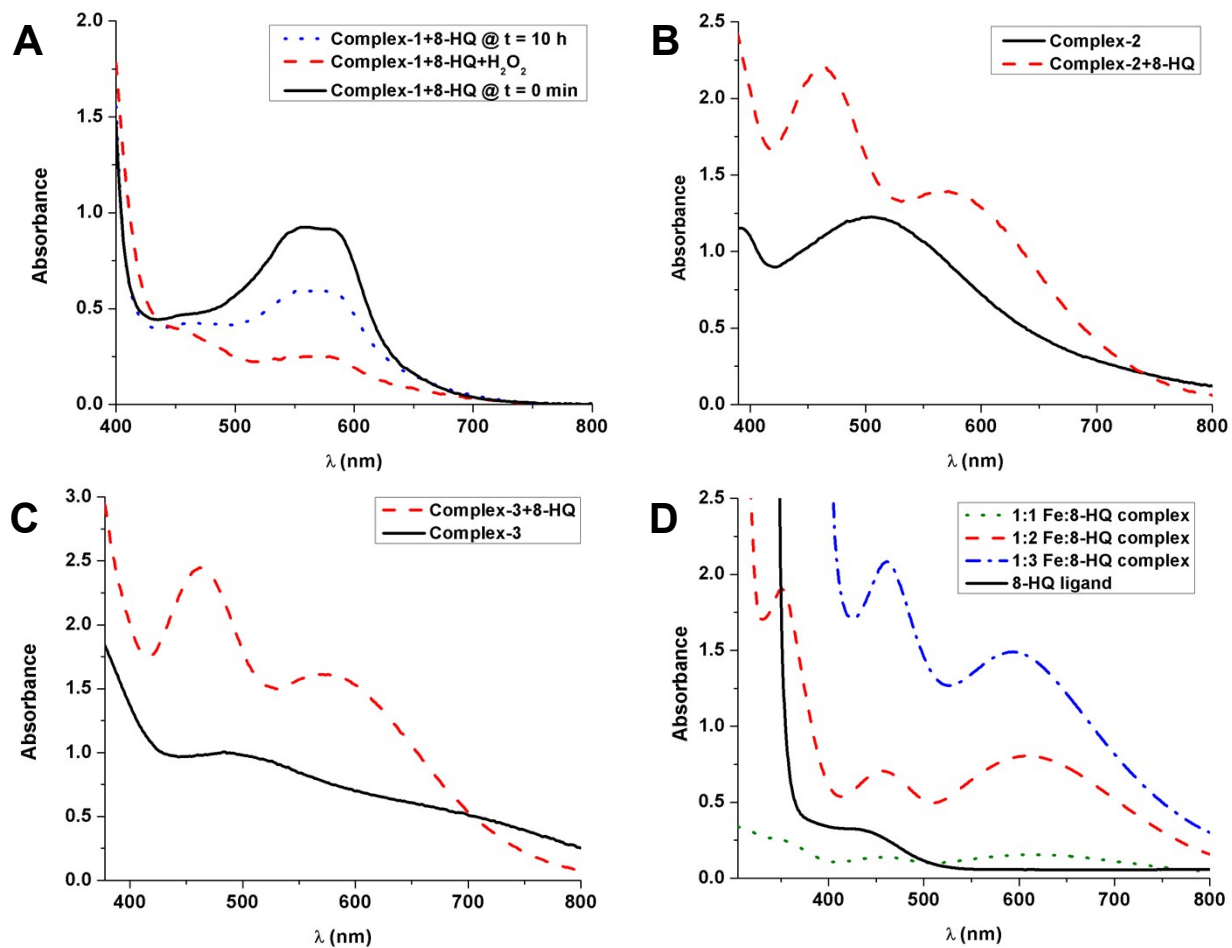 A
2.0
1.5
1.0
0.5
0.0
Absorbance
Complex-1+8-HQ @ t = 10 h
Complex-1+8-HQ+H₂O₂
Complex-1+8-HQ @ t = 0 min
400 500 600 700 800
λ (nm)
B
2.5
2.0
1.5
1.0
0.5
0.0
Absorbance
Complex-2
Complex-2+8-HQ
400 500 600 700 800
λ (nm)
C
3.0
2.5
2.0
1.5
1.0
0.5
0.0
Absorbance
Complex-3+8-HQ
Complex-3
400 500 600 700 800
λ (nm)
D
2.5
2.0
1.5
1.0
0.5
0.0
Absorbance
1:1 Fe:8-HQ complex
1:2 Fe:8-HQ complex
1:3 Fe:8-HQ complex
8-HQ ligand
400 500 600 700 800
λ (nm)